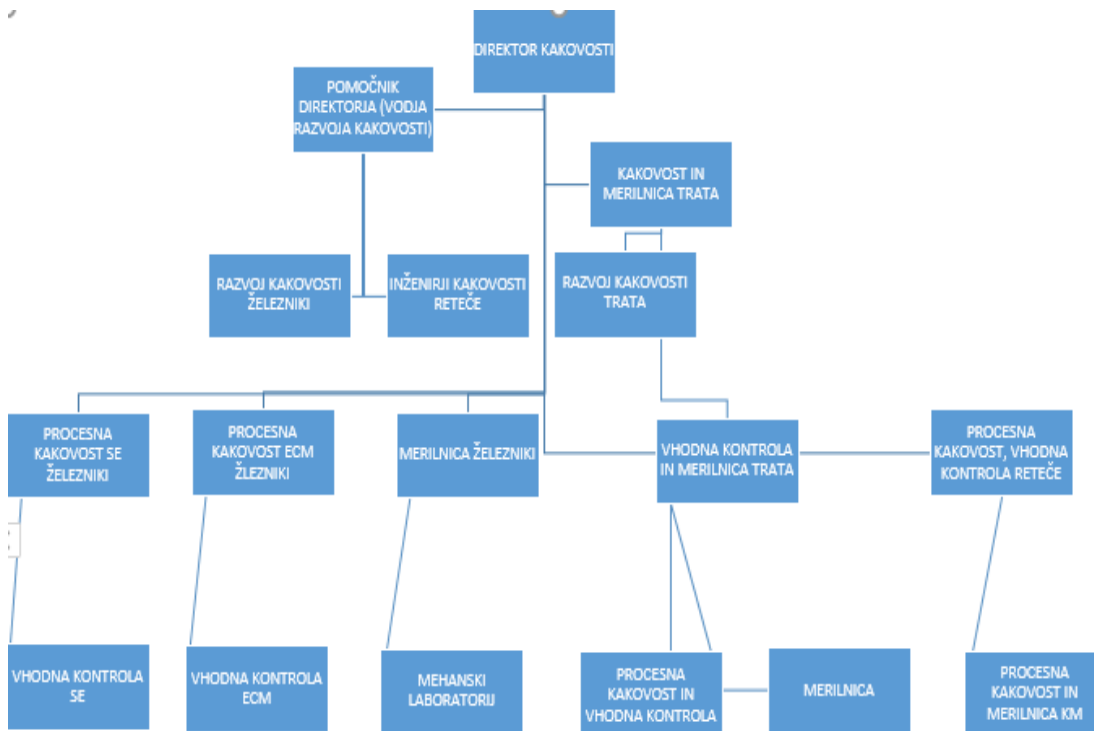 DIREKTOR KAKOVOSTI
POMOČNIK
DIREKTORJA (VODJA
RAZVOJA KAKOVOSTI)
KAKOVOST IN
MERILNICA TRATA
RAZVOJ KAKOVOSTI
ŽELEZNIKI
INŽENIRJI KAKOVOSTI
RETEČE
RAZVOJ KAKOVOSTI
TRATA
PROCESNA
KAKOVOST SE
ŽELEZNIKI
PROCESNA
KAKOVOST ECM
ŽLEZNIKI
MERILNICA ŽELEZNIKI
VHODNA KONTROLA
IN MERILNICA TRATA
PROCESNA
KAKOVOST, VHODNA
KONTROLA RETEČE
VHODNA KONTROLA
SE
VHODNA KONTROLA
ECM
MEHANSKI
LABORATORIJ
PROCESNA
KAKOVOST IN
VHODNA KONTROLA
MERILNICA
PROCESNA
KAKOVOST IN
MERILNICA KM